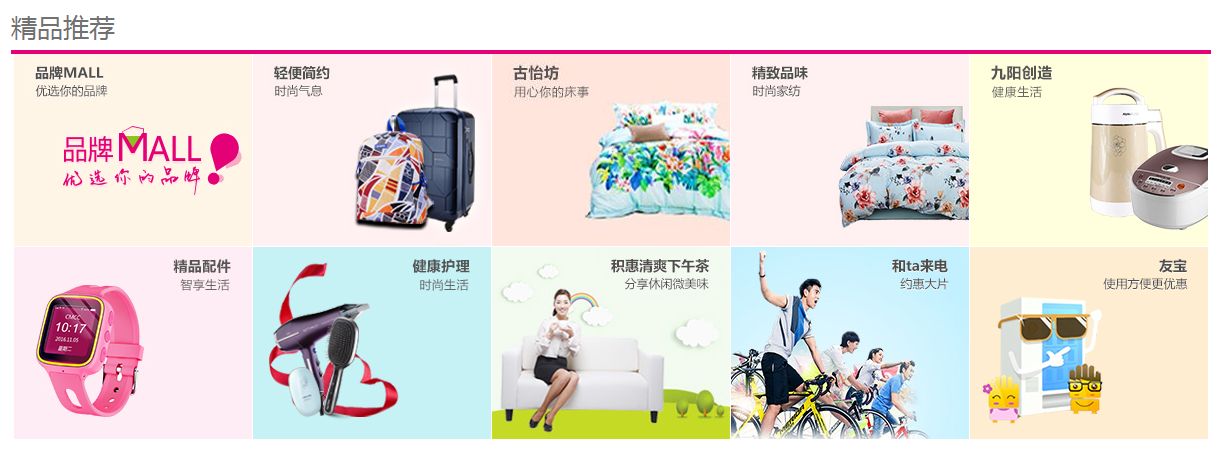 精品推荐
品牌MALL
优选你的品牌
品牌MALL
优选你的品牌
轻便简约
时尚气息
古怡坊
用心你的床事
精致品味
时尚家纺
九阳创造
健康生活
精品配件
智享生活
CMCC
10:17
2016.11.05
星期二
健康护理
时尚生活
积惠清爽下午茶
分享休闲微美味
和ta来电
约惠大片
友宝
使用方便更优惠